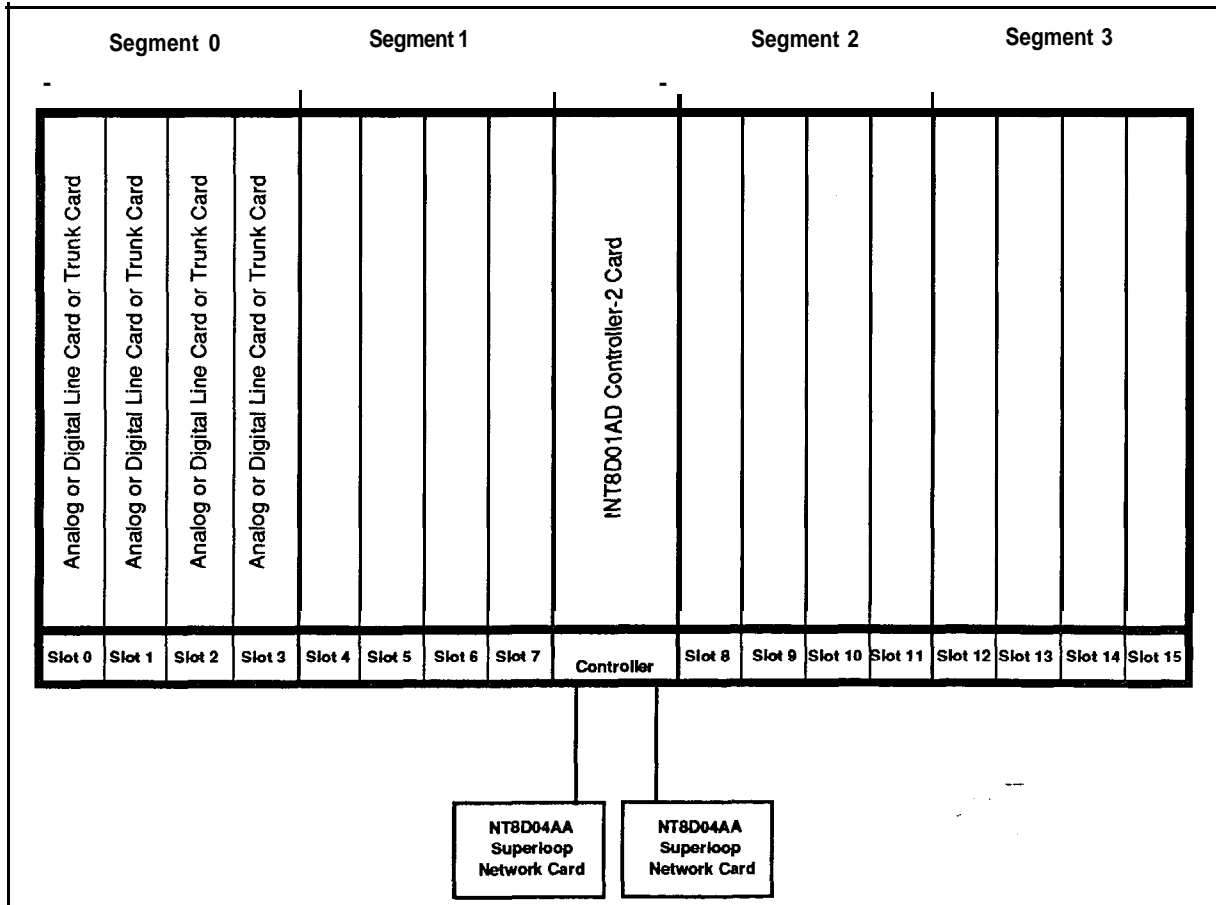 Segment 0
Segment 1
Segment 2
Segment 3
Analog or Digital Line Card or Trunk Card
Analog or Digital Line Card or Trunk Card
Analog or Digital Line Card or Trunk Card
Analog or Digital Line Card or Trunk Card
NT8D01AD Controller-2 Card
Slot 0
Slot 1
Slot 2
Slot 3
Slot 4
Slot 5
Slot 6
Slot 7
Controller
Slot 8
Slot 9
Slot 10
Slot 11
Slot 12
Slot 13
Slot 14
Slot 15
NT8D04AA
Superloop
Network Card
NT8D04AA
Superloop
Network Card